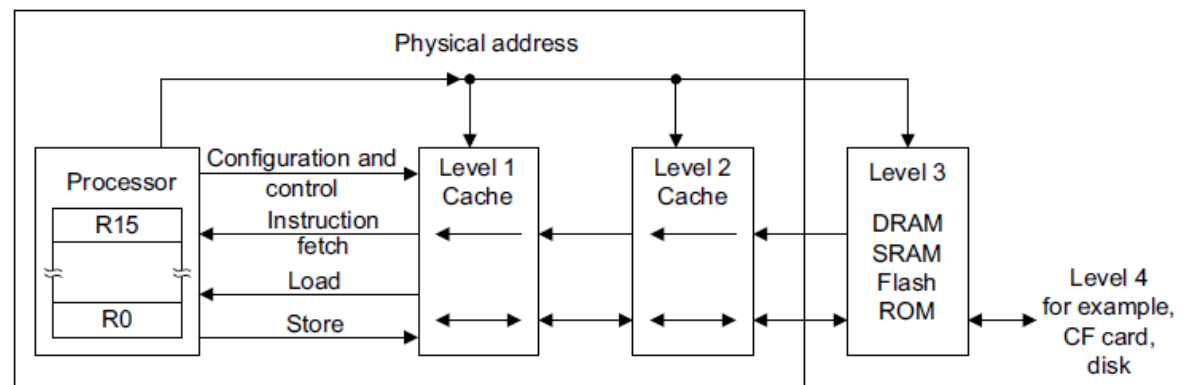 Physical address
Processor
R15
R0
Configuration and
control
Instruction
fetch
Load
Store
Level 1
Cache
Level 2
Cache
Level 3
DRAM
SRAM
Flash
ROM
Level 4
for example,
CF card,
disk